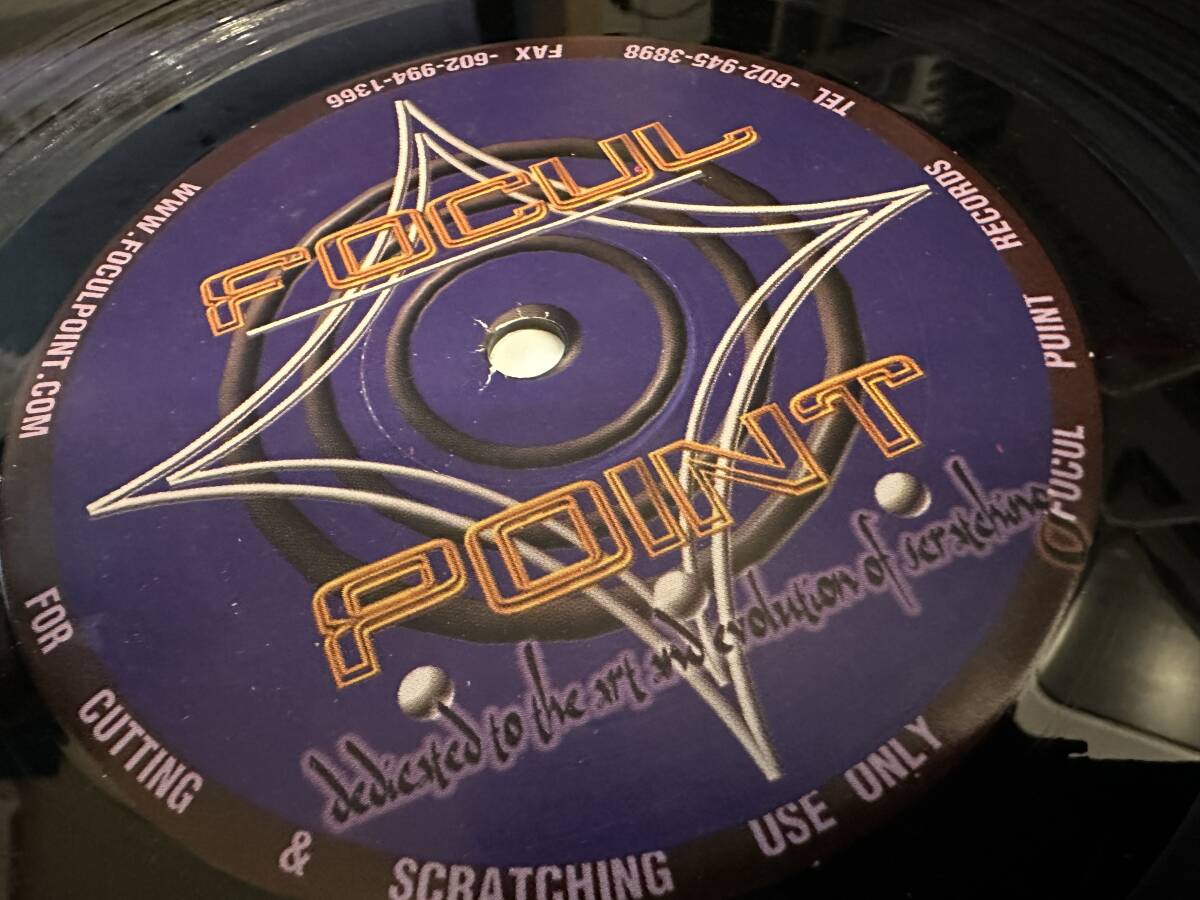 FOCUL
POINT
dedicated to the art and evolution of scratching
FOR CUTTING & SCRATCHING USE ONLY
FOCUL POINT RECORDS
TEL -602-945-3898
FAX -602-994-1366
WWW.FOCULPOINT.COM